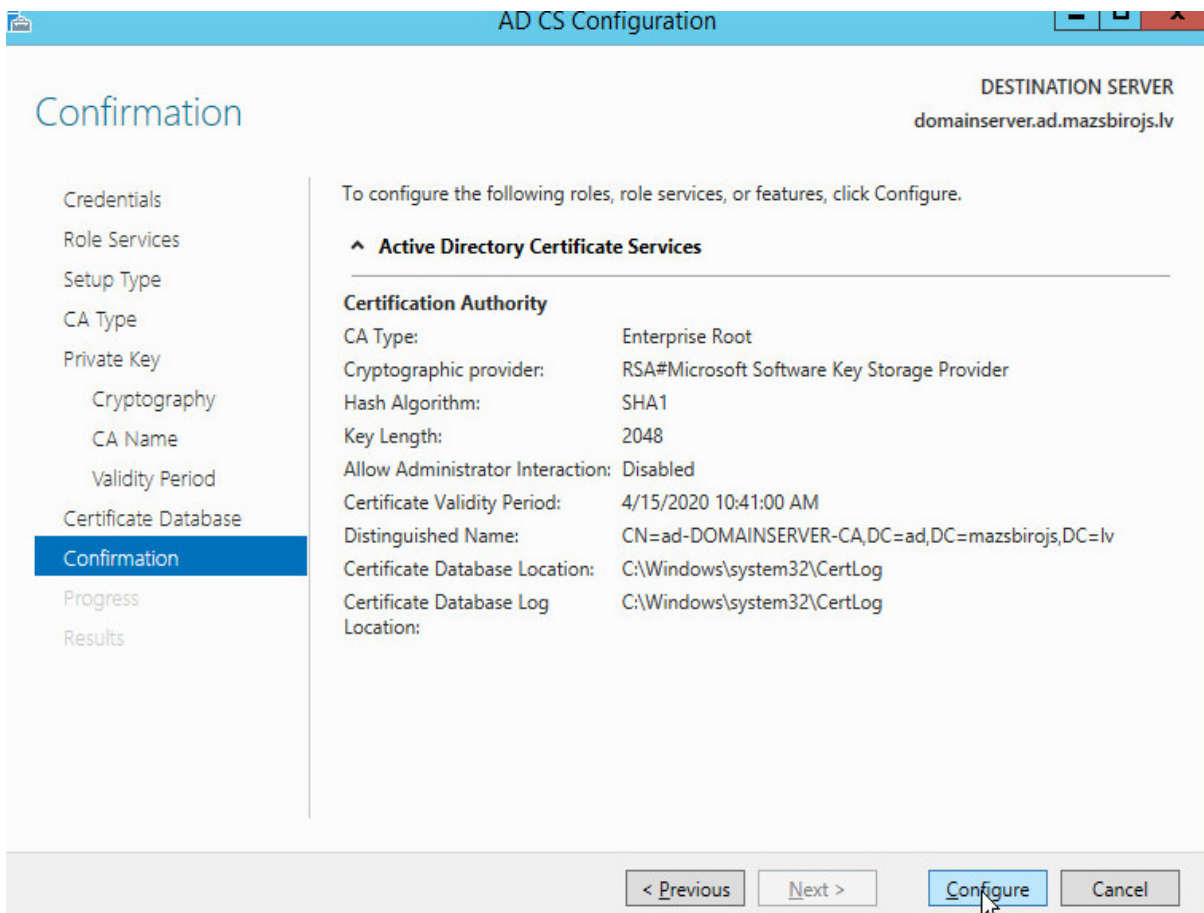 AD CS Configuration
Confirmation
DESTINATION SERVER
domainserver.ad.mazsbirojs.lv
Credentials
Role Services
Setup Type
CA Type
Private Key
Cryptography
CA Name
Validity Period
Certificate Database
Confirmation
Progress
Results
To configure the following roles, role services, or features, click Configure.
Active Directory Certificate Services
Certification Authority
CA Type: Enterprise Root
Cryptographic provider: RSA#Microsoft Software Key Storage Provider
Hash Algorithm: SHA1
Key Length: 2048
Allow Administrator Interaction: Disabled
Certificate Validity Period: 4/15/2020 10:41:00 AM
Distinguished Name: CN=ad-DOMAINSERVER-CA,DC=ad,DC=mazsbirojs,DC=lv
Certificate Database Location: C:\Windows\system32\CertLog
Certificate Database Log C:\Windows\system32\CertLog
Location:
< Previous Next > Configure Cancel